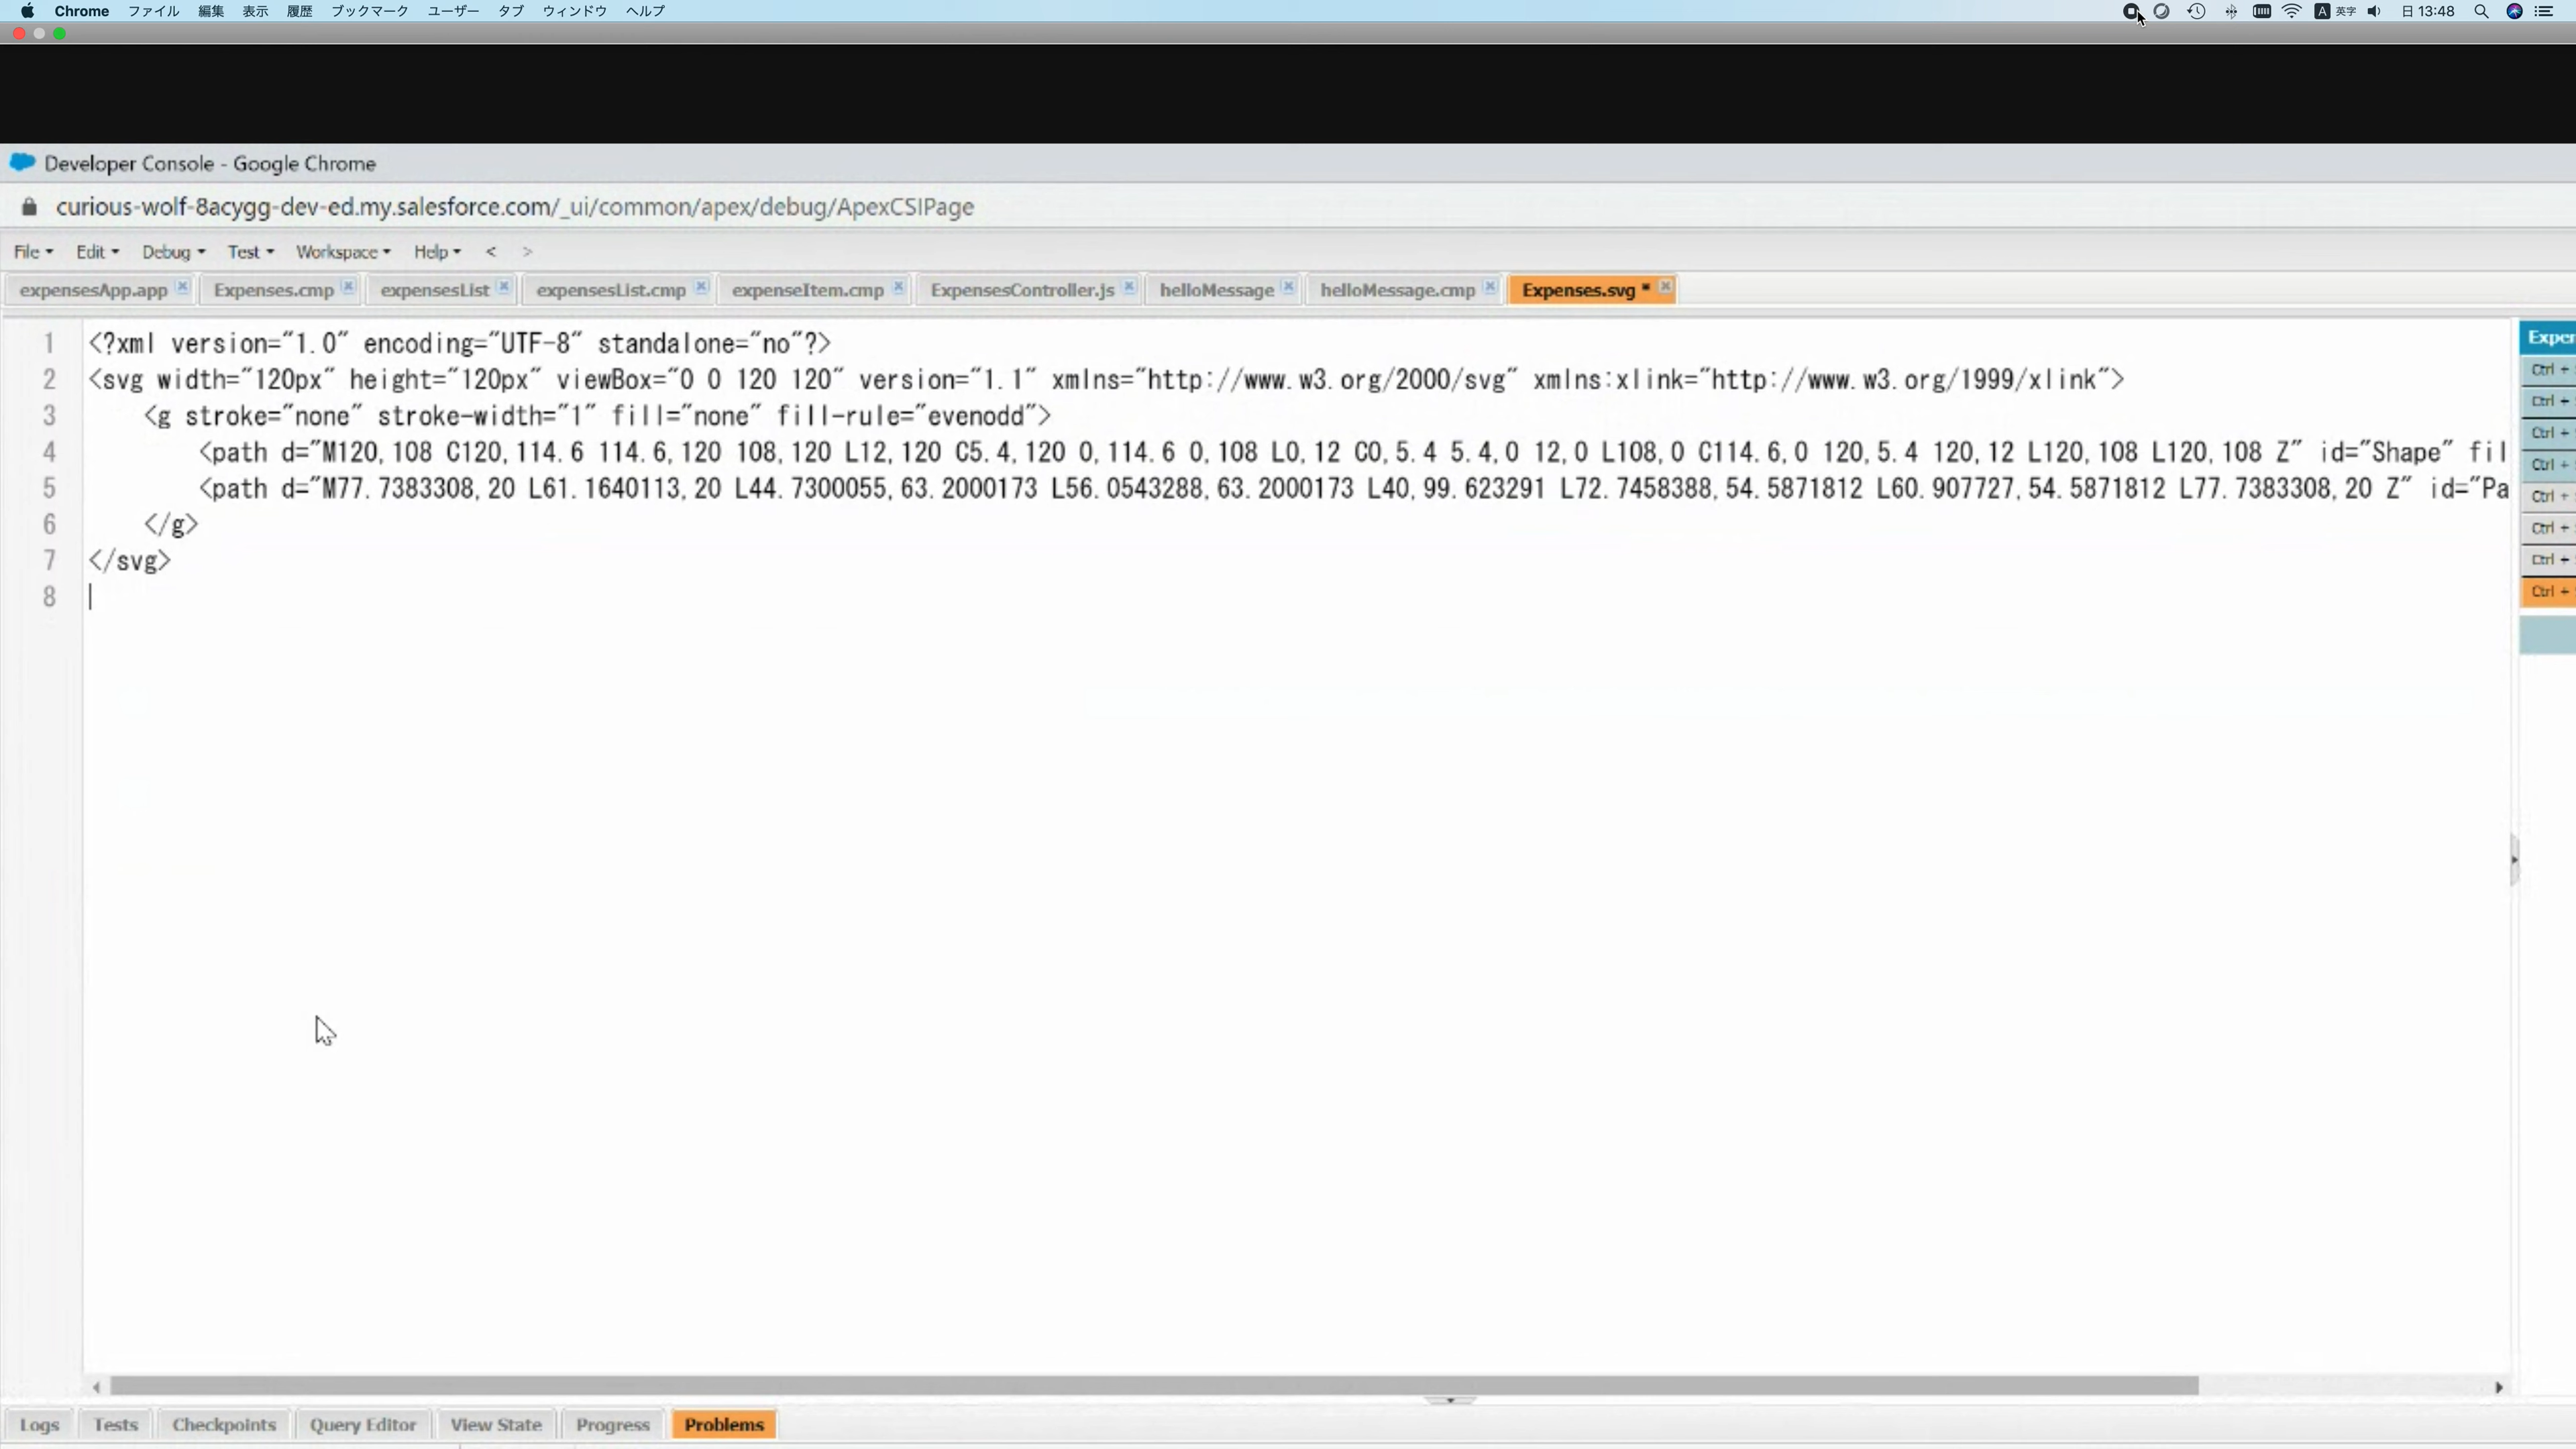 Chrome ファイル 編集 表示 履歴 ブックマーク ユーザー タブ ウィンドウ ヘルプ A 英字 日 13:48
Developer Console - Google Chrome
curious-wolf-8acygg-dev-ed.my.salesforce.com/_ui/common/apex/debug/ApexCSIPage
File Edit Debug Test Workspace Help < >
expensesApp.app Expenses.cmp expensesList expensesList.cmp expenseItem.cmp ExpensesController.js helloMessage helloMessage.cmp Expenses.svg *
1 <?xml version="1.0" encoding="UTF-8" standalone="no"?>
2 <svg width="120px" height="120px" viewBox="0 0 120 120" version="1.1" xmlns="http://www.w3.org/2000/svg" xmlns:xlink="http://www.w3.org/1999/xlink">
3 <g stroke="none" stroke-width="1" fill="none" fill-rule="evenodd">
4 <path d="M120,108 C120,114.6 114.6,120 108,120 L12,120 C5.4,120 0,114.6 0,108 L0,12 C0,5.4 5.4,0 12,0 L108,0 C114.6,0 120,5.4 120,12 L120,108 L120,108 Z" id="Shape" fil
5 <path d="M77.7383308,20 L61.1640113,20 L44.7300055,63.2000173 L56.0543288,63.2000173 L40,99.623291 L72.7458388,54.5871812 L60.907727,54.5871812 L77.7383308,20 Z" id="Pa
6 </g>
7 </svg>
8
Exper
Ctrl +
Ctrl +
Ctrl +
Ctrl +
Ctrl +
Ctrl +
Ctrl +
Ctrl +
Logs Tests Checkpoints Query Editor View State Progress Problems